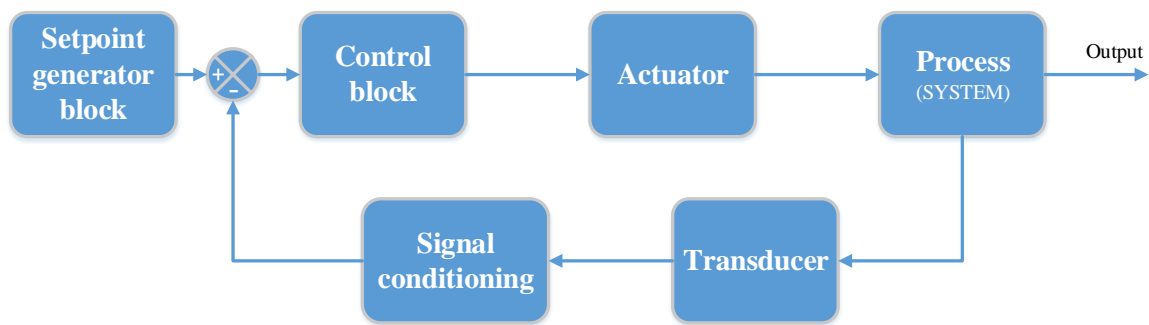 Setpoint
generator
block
+
-
Control
block
Actuator
Process
(SYSTEM)
Output
Signal
conditioning
Transducer